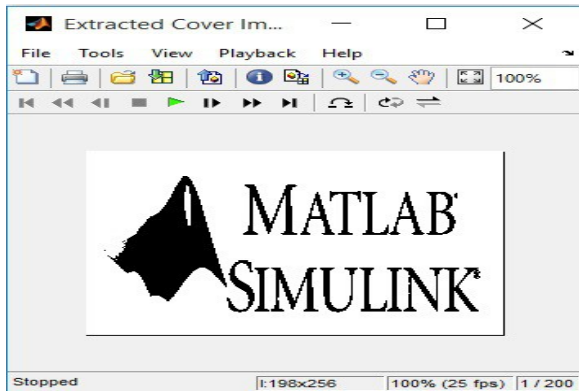 Extracted Cover Im...
File Tools View Playback Help
100%
MATLAB
SIMULINK®
Stopped I:198x256 100% (25 fps) 1 / 200